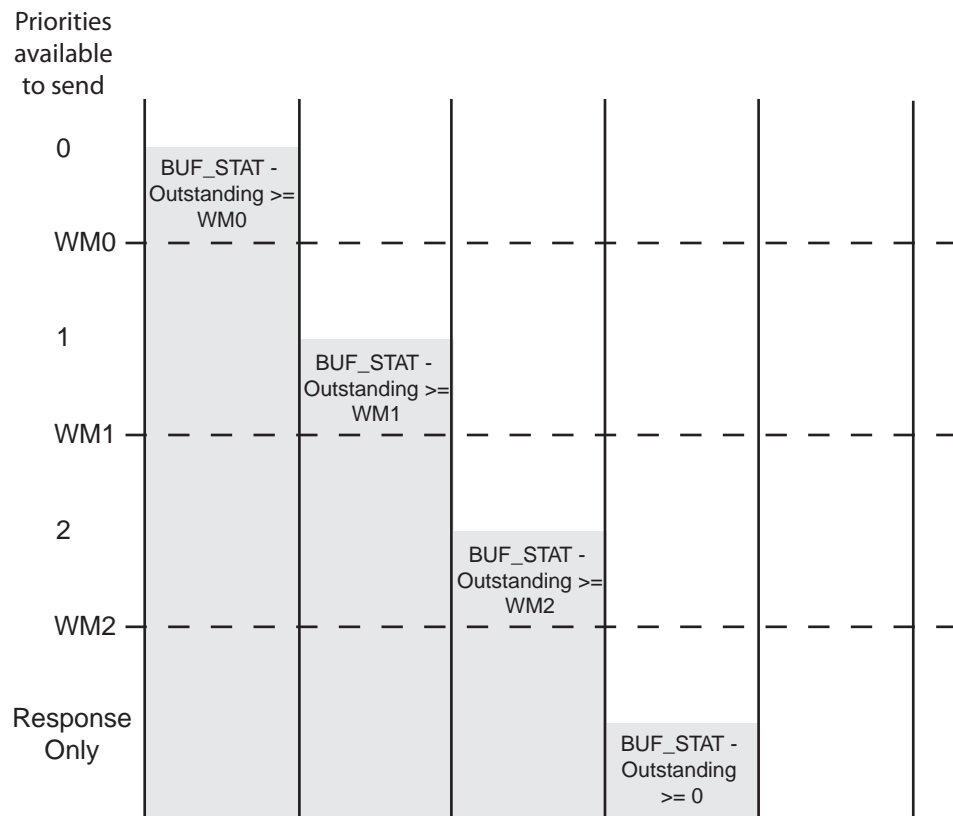 Priorities
available
to send
0
BUF_STAT -
Outstanding >=
WM0
WM0
1
BUF_STAT -
Outstanding >=
WM1
WM1
2
BUF_STAT -
Outstanding >=
WM2
WM2
Response
Only
BUF_STAT -
Outstanding
>= 0